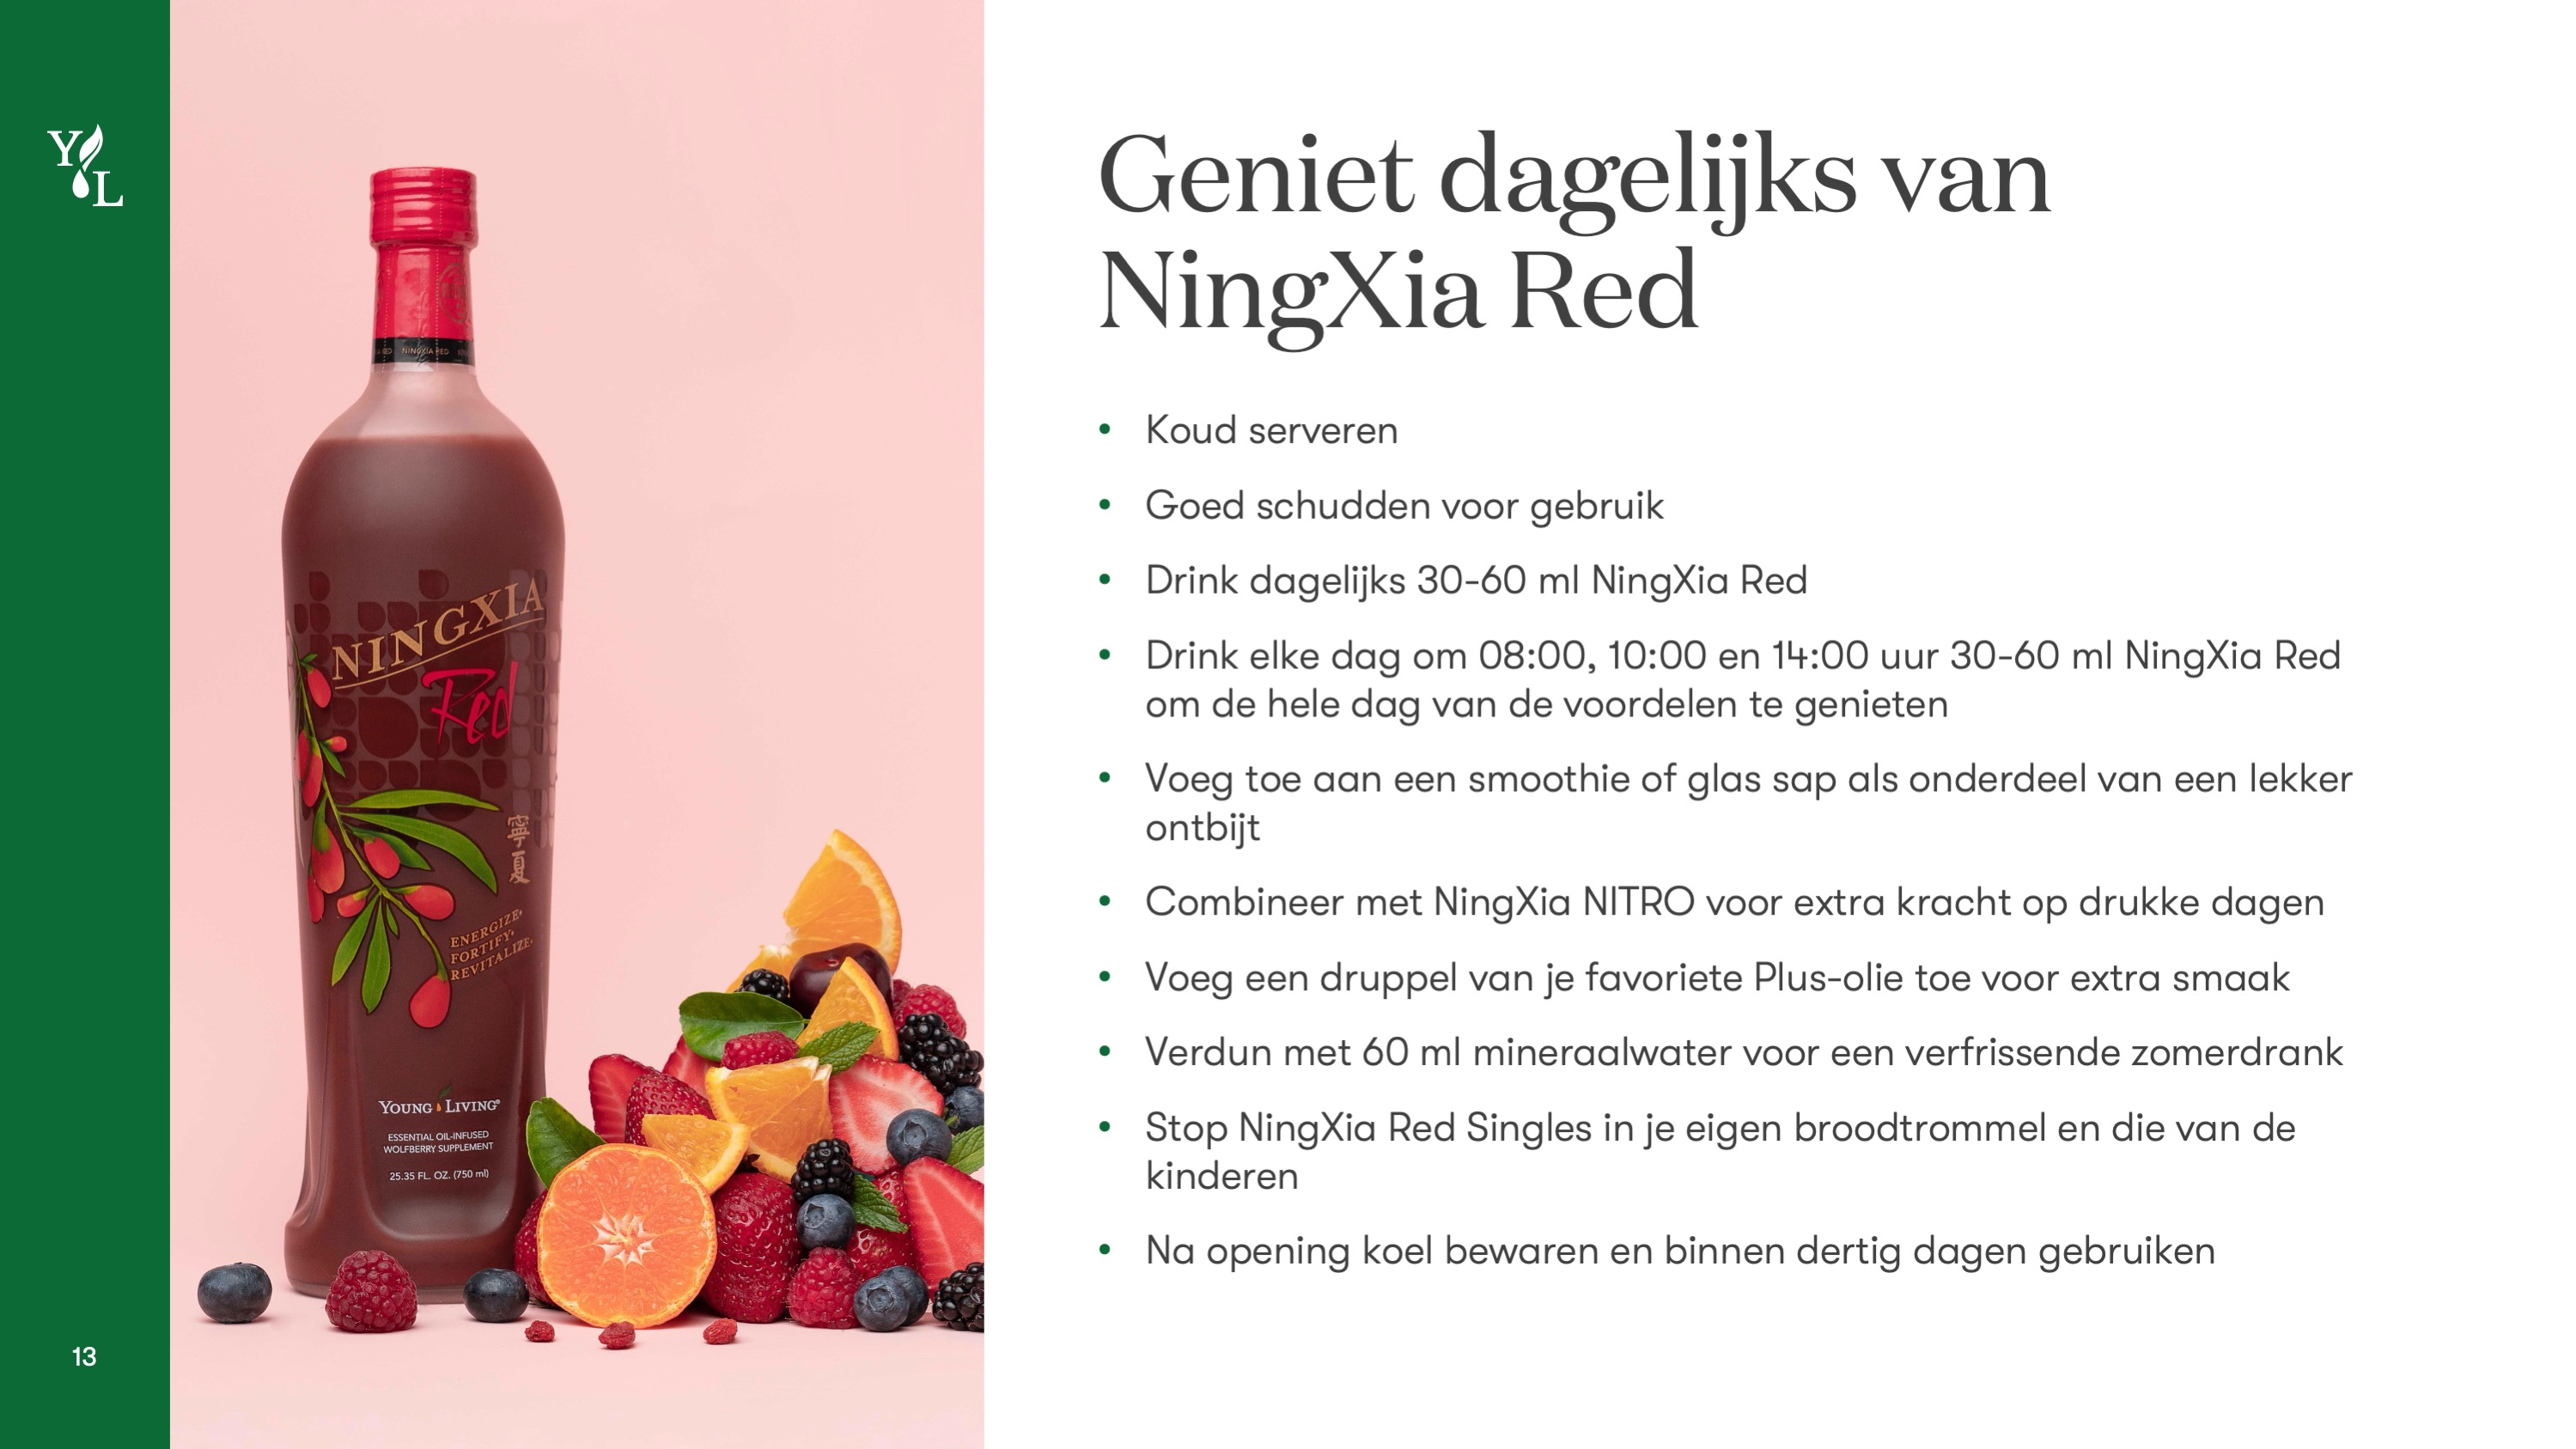 Y L
NINGXIA RED
NINGXIA
Red
寧夏
ENERGIZE
FORTIFY
REVITALIZE
YOUNG LIVING
ESSENTIAL OIL-INFUSED
WOLFBERRY SUPPLEMENT
25.35 FL. OZ. (750 ml)
13
Geniet dagelijks van
NingXia Red
• Koud serveren
• Goed schudden voor gebruik
• Drink dagelijks 30-60 ml NingXia Red
• Drink elke dag om 08:00, 10:00 en 14:00 uur 30-60 ml NingXia Red
om de hele dag van de voordelen te genieten
• Voeg toe aan een smoothie of glas sap als onderdeel van een lekker
ontbijt
• Combineer met NingXia NITRO voor extra kracht op drukke dagen
• Voeg een druppel van je favoriete Plus-olie toe voor extra smaak
• Verdun met 60 ml mineraalwater voor een verfrissende zomerdrank
• Stop NingXia Red Singles in je eigen broodtrommel en die van de
kinderen
• Na opening koel bewaren en binnen dertig dagen gebruiken